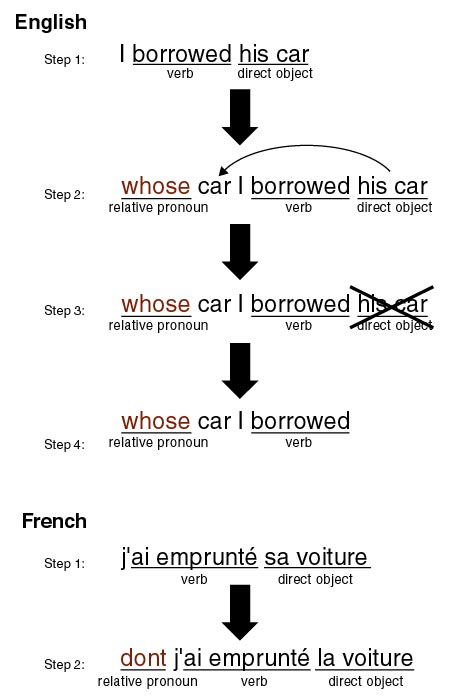 English
Step 1: I borrowed his car
verb direct object
Step 2: whose car I borrowed his car
relative pronoun verb direct object
Step 3: whose car I borrowed his car
relative pronoun verb direct object
Step 4: whose car I borrowed
relative pronoun verb
French
Step 1: j'ai emprunté sa voiture
verb direct object
Step 2: dont j'ai emprunté la voiture
relative pronoun verb direct object